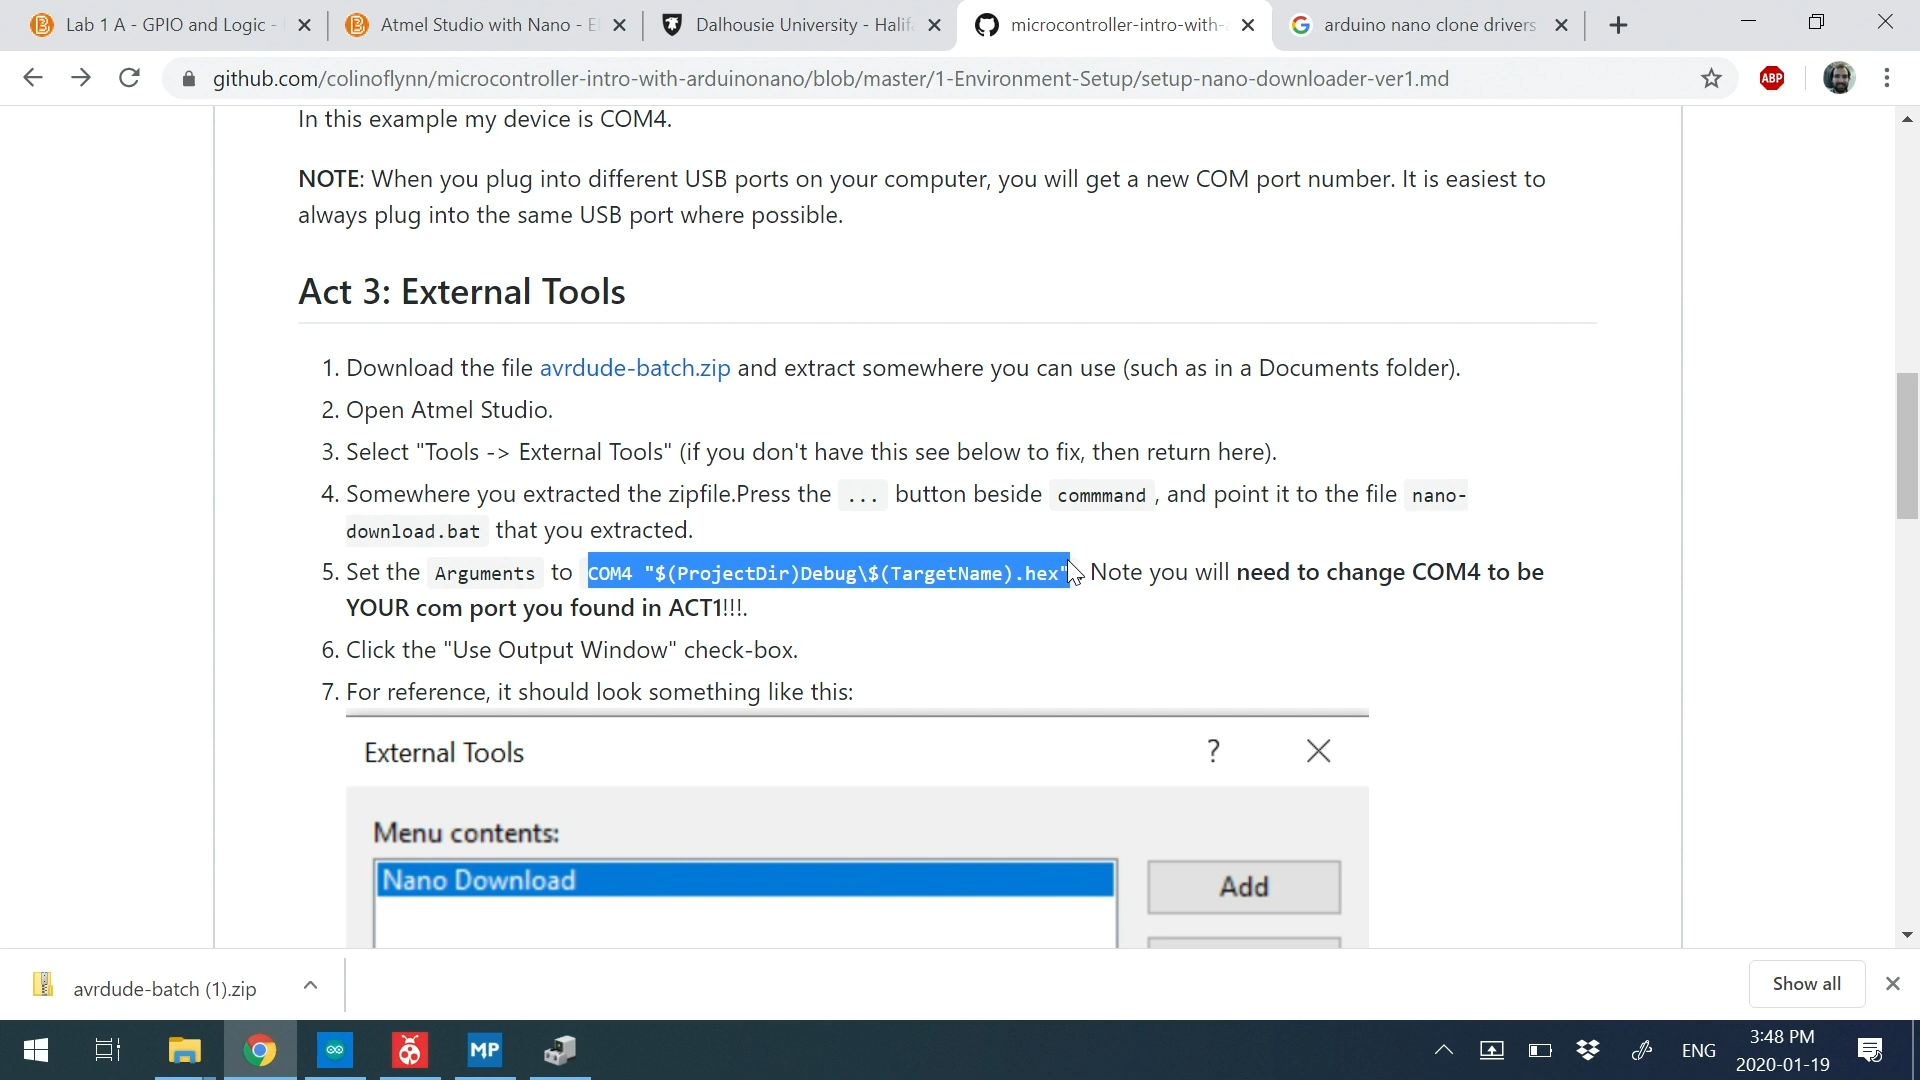 Lab 1 A - GPIO and Logic -
Atmel Studio with Nano - E
Dalhousie University - Halif
microcontroller-intro-with-
arduino nano clone drivers
github.com/colinoflynn/microcontroller-intro-with-arduinonano/blob/master/1-Environment-Setup/setup-nano-downloader-ver1.md
ABP
In this example my device is COM4.
NOTE: When you plug into different USB ports on your computer, you will get a new COM port number. It is easiest to
always plug into the same USB port where possible.
Act 3: External Tools
1. Download the file avrdude-batch.zip and extract somewhere you can use (such as in a Documents folder).
2. Open Atmel Studio.
3. Select "Tools -> External Tools" (if you don't have this see below to fix, then return here).
4. Somewhere you extracted the zipfile.Press the ... button beside commmand , and point it to the file nano-
download.bat that you extracted.
5. Set the Arguments to COM4 "$(ProjectDir)Debug\$(TargetName).hex" Note you will need to change COM4 to be
YOUR com port you found in ACT1!!!.
6. Click the "Use Output Window" check-box.
7. For reference, it should look something like this:
External Tools
?
Menu contents:
Nano Download
Add
avrdude-batch (1).zip
Show all
MP
ENG
3:48 PM
2020-01-19